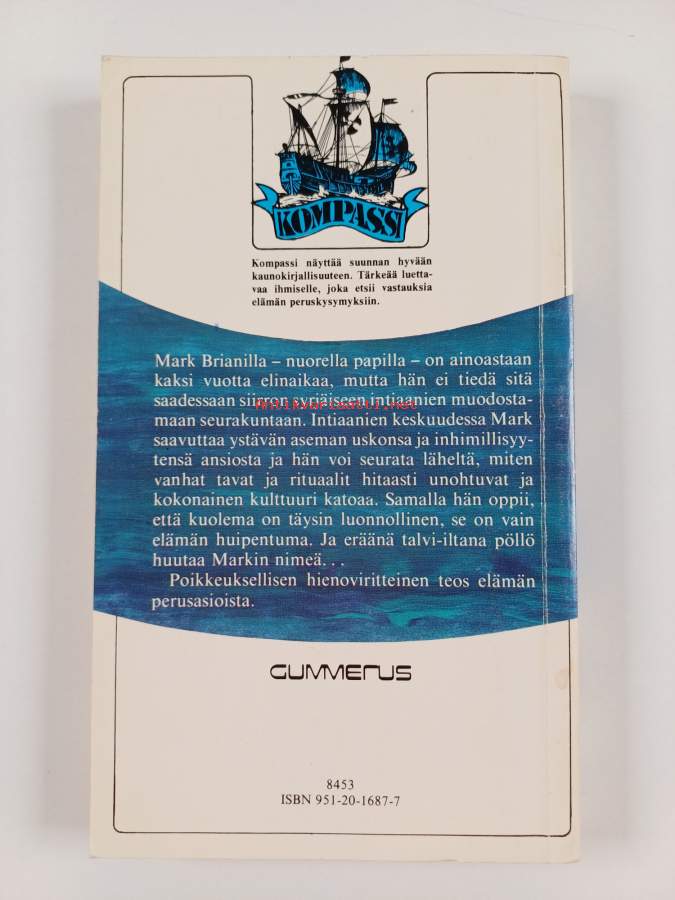 KOMPASSI
Kompassi näyttää suunnan hyvään
kaunokirjallisuuteen. Tärkeää luetta-
vaa ihmiselle, joka etsii vastauksia
elämän peruskysymyksiin.
Mark Brianilla – nuorella papilla – on ainoastaan
kaksi vuotta elinaikaa, mutta hän ei tiedä sitä
saadessaan siirron syrjäiseen intiaanien muodosta-
Antikvariaatti.net
maan seurakuntaan. Intiaanien keskuudessa Mark
saavuttaa ystävän aseman uskonsa ja inhimillisyy-
tensä ansiosta ja hän voi seurata läheltä, miten
vanhat tavat ja rituaalit hitaasti unohtuvat ja
kokonainen kulttuuri katoaa. Samalla hän oppii,
että kuolema on täysin luonnollinen, se on vain
elämän huipentuma. Ja eräänä talvi-iltana pöllö
huutaa Markin nimeä. . .
Poikkeuksellisen hienoviritteinen teos elämän
perusasioista.
GUMMERUS
8453
ISBN 951-20-1687-7